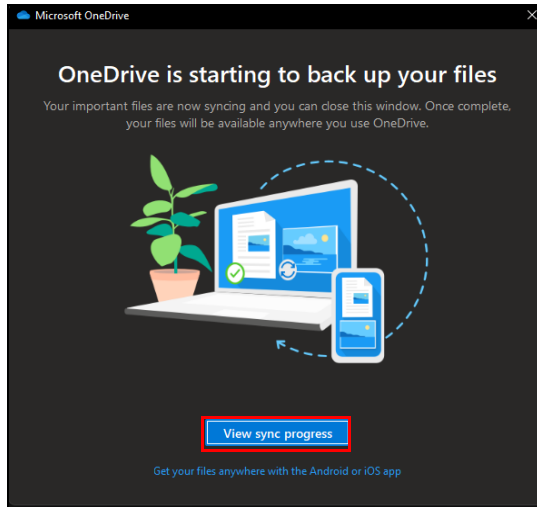 Microsoft OneDrive
OneDrive is starting to back up your files
Your important files are now syncing and you can close this window. Once complete,
your files will be available anywhere you use OneDrive.
View sync progress
Get your files anywhere with the Android or iOS app